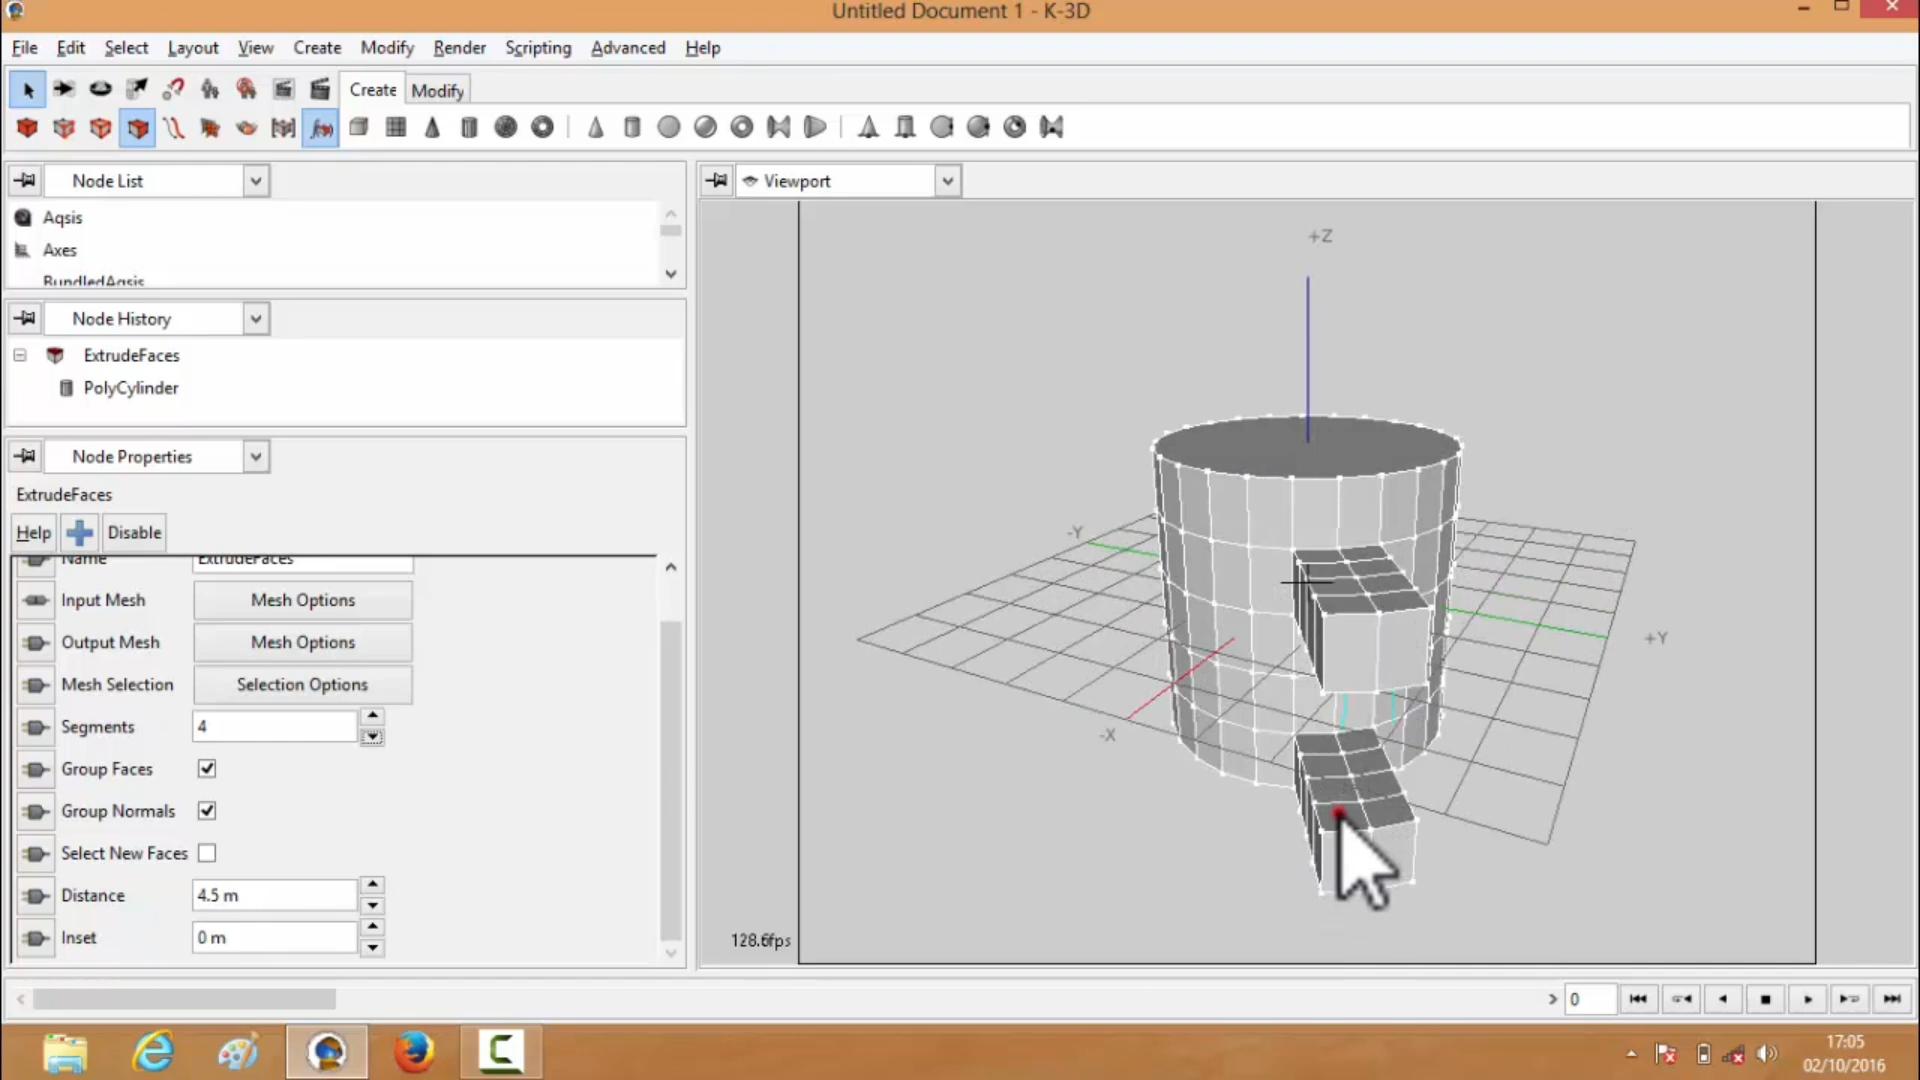 Untitled Document 1 - K-3D
File Edit Select Layout View Create Modify Render Scripting Advanced Help
Create Modify
Node List
Viewport
Aqsis
Axes
BundledAqsis
Node History
ExtrudeFaces
PolyCylinder
Node Properties
ExtrudeFaces
Help Disable
Name ExtrudeFaces
Input Mesh Mesh Options
Output Mesh Mesh Options
Mesh Selection Selection Options
Segments 4
Group Faces
Group Normals
Select New Faces
Distance 4.5 m
Inset 0 m
+Z
-Y
+Y
-X
128.6fps
0
17:05
02/10/2016